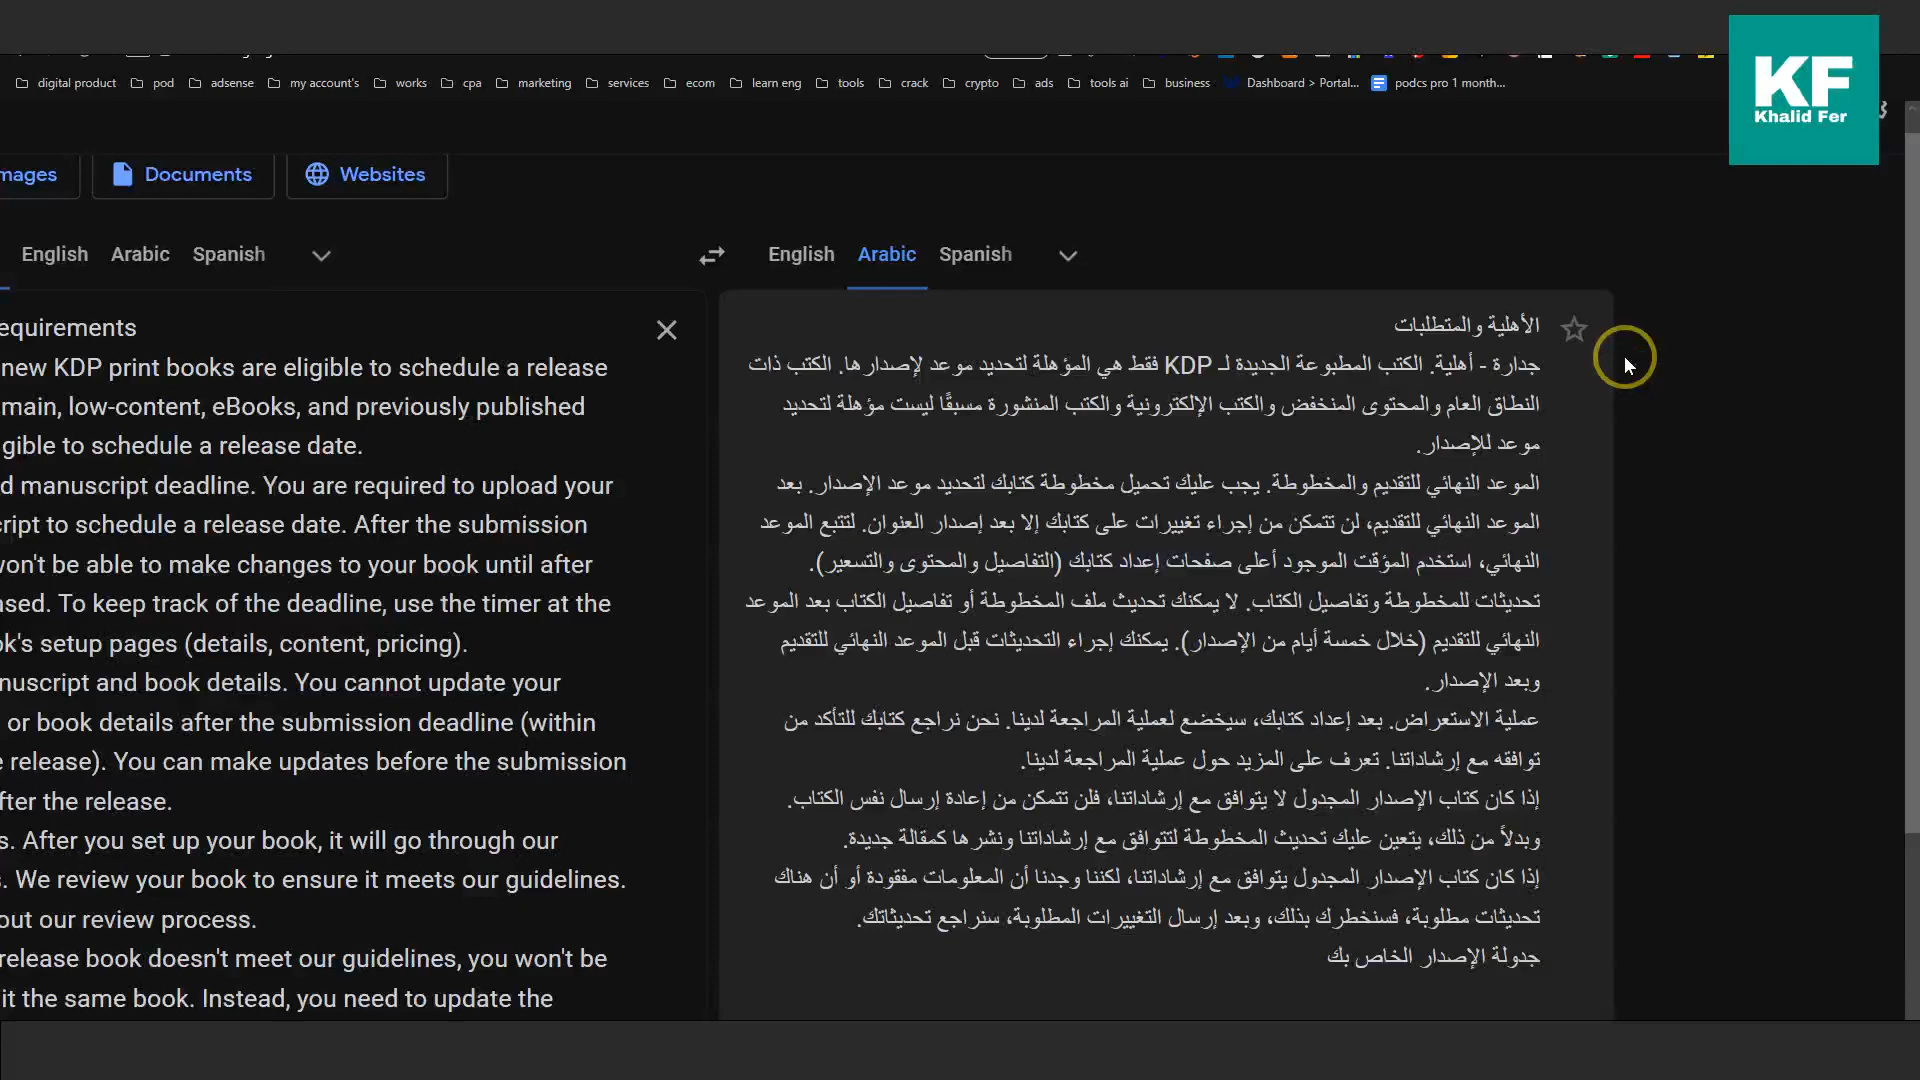 digital product pod adsense my account's works cpa marketing services ecom learn eng tools crack crypto ads tools ai business Dashboard > Portal... podcs pro 1 month...
KF
Khalid Fer
mages Documents Websites
English Arabic Spanish English Arabic Spanish
equirements
new KDP print books are eligible to schedule a release
main, low-content, eBooks, and previously published
gible to schedule a release date.
d manuscript deadline. You are required to upload your
cript to schedule a release date. After the submission
won't be able to make changes to your book until after
ased. To keep track of the deadline, use the timer at the
ok's setup pages (details, content, pricing).
nuscript and book details. You cannot update your
or book details after the submission deadline (within
e release). You can make updates before the submission
fter the release.
s. After you set up your book, it will go through our
s. We review your book to ensure it meets our guidelines.
out our review process.
release book doesn't meet our guidelines, you won't be
it the same book. Instead, you need to update the
الأهلية والمتطلبات
جدارة - أهلية. الكتب المطبوعة الجديدة لـ KDP فقط هي المؤهلة لتحديد موعد لإصدارها. الكتب ذات
النطاق العام والمحتوى المنخفض والكتب الإلكترونية والكتب المنشورة مسبقًا ليست مؤهلة لتحديد
موعد للإصدار.
الموعد النهائي للتقديم والمخطوطة. يجب عليك تحميل مخطوطة كتابك لتحديد موعد الإصدار. بعد
الموعد النهائي للتقديم، لن تتمكن من إجراء تغييرات على كتابك إلا بعد إصدار العنوان. لتتبع الموعد
النهائي، استخدم المؤقت الموجود أعلى صفحات إعداد كتابك (التفاصيل والمحتوى والتسعير).
تحديثات للمخطوطة وتفاصيل الكتاب. لا يمكنك تحديث ملف المخطوطة أو تفاصيل الكتاب بعد الموعد
النهائي للتقديم (خلال خمسة أيام من الإصدار). يمكنك إجراء التحديثات قبل الموعد النهائي للتقديم
وبعد الإصدار.
عملية الاستعراض. بعد إعداد كتابك، سيخضع لعملية المراجعة لدينا. نحن نراجع كتابك للتأكد من
توافقه مع إرشاداتنا. تعرف على المزيد حول عملية المراجعة لدينا.
إذا كان كتاب الإصدار المجدول لا يتوافق مع إرشاداتنا، فلن تتمكن من إعادة إرسال نفس الكتاب.
وبدلاً من ذلك، يتعين عليك تحديث المخطوطة لتتوافق مع إرشاداتنا ونشرها كمقالة جديدة.
إذا كان كتاب الإصدار المجدول يتوافق مع إرشاداتنا، لكننا وجدنا أن المعلومات مفقودة أو أن هناك
تحديثات مطلوبة، فسنخطرك بذلك، وبعد إرسال التغييرات المطلوبة، سنراجع تحديثاتك.
جدولة الإصدار الخاص بك